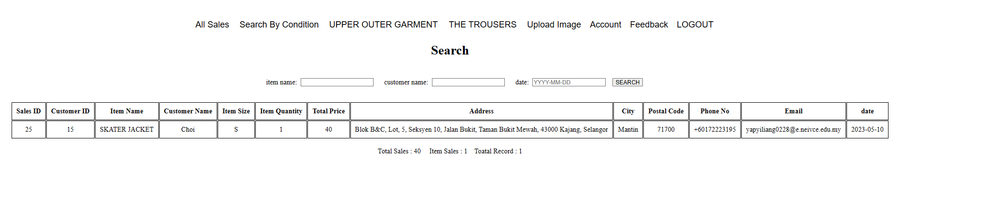 All Sales Search By Condition UPPER OUTER GARMENT THE TROUSERS Upload Image Account Feedback LOGOUT
Search
item name: customer name: date: YYYY-MM-DD SEARCH
Sales ID Customer ID Item Name Customer Name Item Size Item Quantity Total Price Address City Postal Code Phone No Email date
25 15 SKATER JACKET Choi S 1 40 Blok B&C, Lot, 5, Seksyen 10, Jalan Bukit, Taman Bukit Mewah, 43000 Kajang, Selangor Mantin 71700 +60172223195 yapyiliang0228@e.neivce.edu.my 2023-05-10
Total Sales : 40 Item Sales : 1 Toatal Record : 1